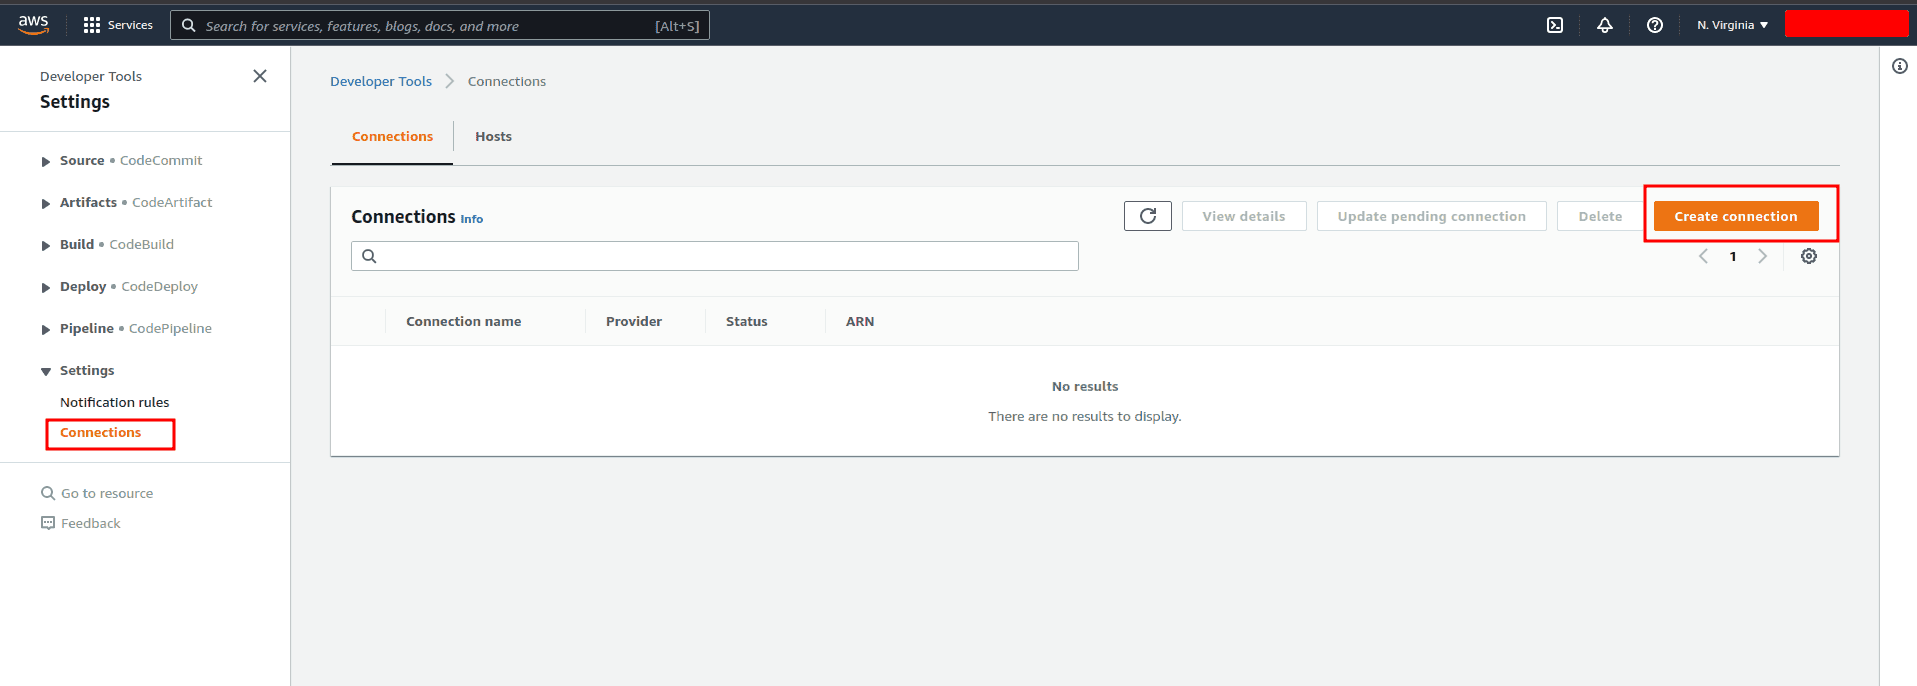 aws Services Search for services, features, blogs, docs, and more [Alt+S] N. Virginia
Developer Tools
Settings
Source • CodeCommit
Artifacts • CodeArtifact
Build • CodeBuild
Deploy • CodeDeploy
Pipeline • CodePipeline
Settings
Notification rules
Connections
Go to resource
Feedback
Developer Tools Connections
Connections Hosts
Connections Info View details Update pending connection Delete Create connection
1
Connection name Provider Status ARN
No results
There are no results to display.